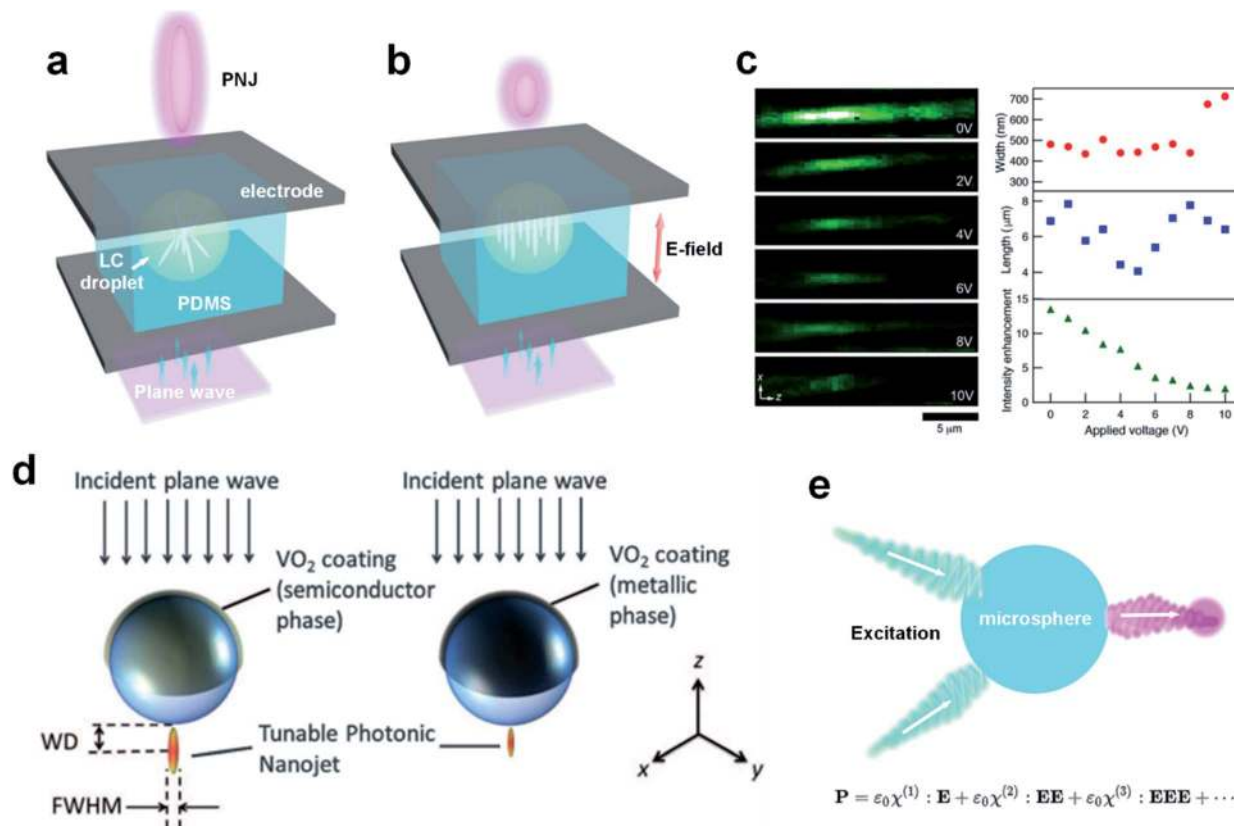 a
PNJ
electrode
LC
droplet
PDMS
Plane wave
b
E-field
c
0V
2V
4V
6V
8V
10V
x
z
5 μm
Width (nm)
700
600
500
400
300
Length (μm)
8
6
4
Intensity enhancement
15
10
5
0
0 2 4 6 8 10
Applied voltage (V)
d
Incident plane wave
VO₂ coating
(semiconductor
phase)
WD
FWHM
Tunable Photonic
Nanojet
Incident plane wave
VO₂ coating
(metallic
phase)
z
x
y
e
Excitation
microsphere
P = ε₀χ⁽¹⁾ : E + ε₀χ⁽²⁾ : EE + ε₀χ⁽³⁾ : EEE + ···